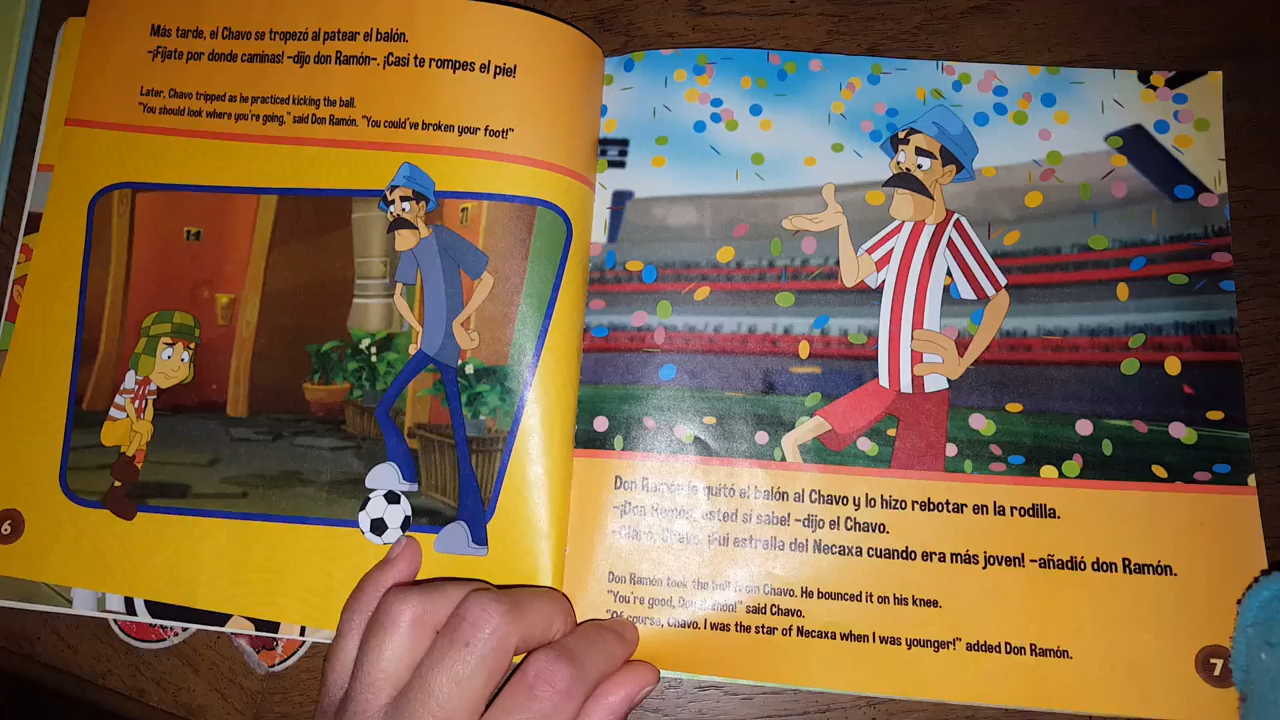 Más tarde, el Chavo se tropezó al patear el balón.
–¡Fíjate por donde caminas! –dijo don Ramón–. ¡Casi te rompes el pie!
Later, Chavo tripped as he practiced kicking the ball.
"You should look where you're going," said Don Ramón. "You could've broken your foot!"
14
71
6
Don Ramón le quitó el balón al Chavo y lo hizo rebotar en la rodilla.
–¡Don Ramón, usted sí sabe! –dijo el Chavo.
–Claro, Chavo. ¡Fui estrella del Necaxa cuando era más joven! –añadió don Ramón.
Don Ramón took the ball from Chavo. He bounced it on his knee.
"You're good, Don Ramón!" said Chavo.
"Of course, Chavo. I was the star of Necaxa when I was younger!" added Don Ramón.
7